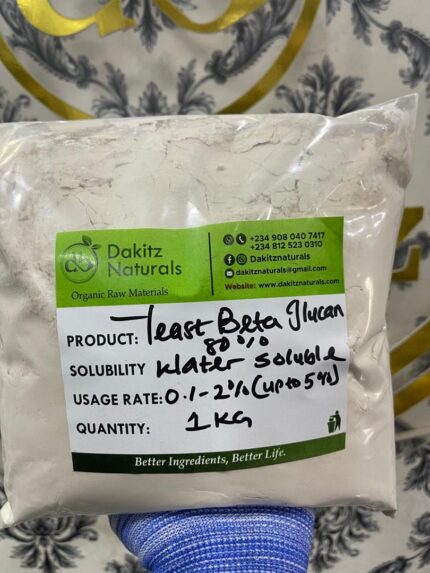 Dakitz
Naturals
Organic Raw Materials
+234 908 040 7417
+234 812 523 0310
Dakitznaturals
dakitznaturals@gmail.com
Website: www.dakitznaturals.com
PRODUCT: Yeast Beta Glucan
80%
SOLUBILITY Water soluble
USAGE RATE: 0.1-2% (up to 5%)
QUANTITY: 1KG
Better Ingredients, Better Life.